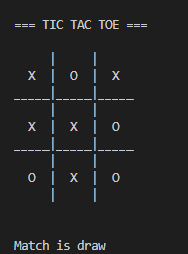 === TIC TAC TOE ===
     |     |
  X  |  O  |  X
_____|_____|_____
     |     |
  X  |  X  |  O
_____|_____|_____
     |     |
  O  |  X  |  O
     |     |
Match is draw